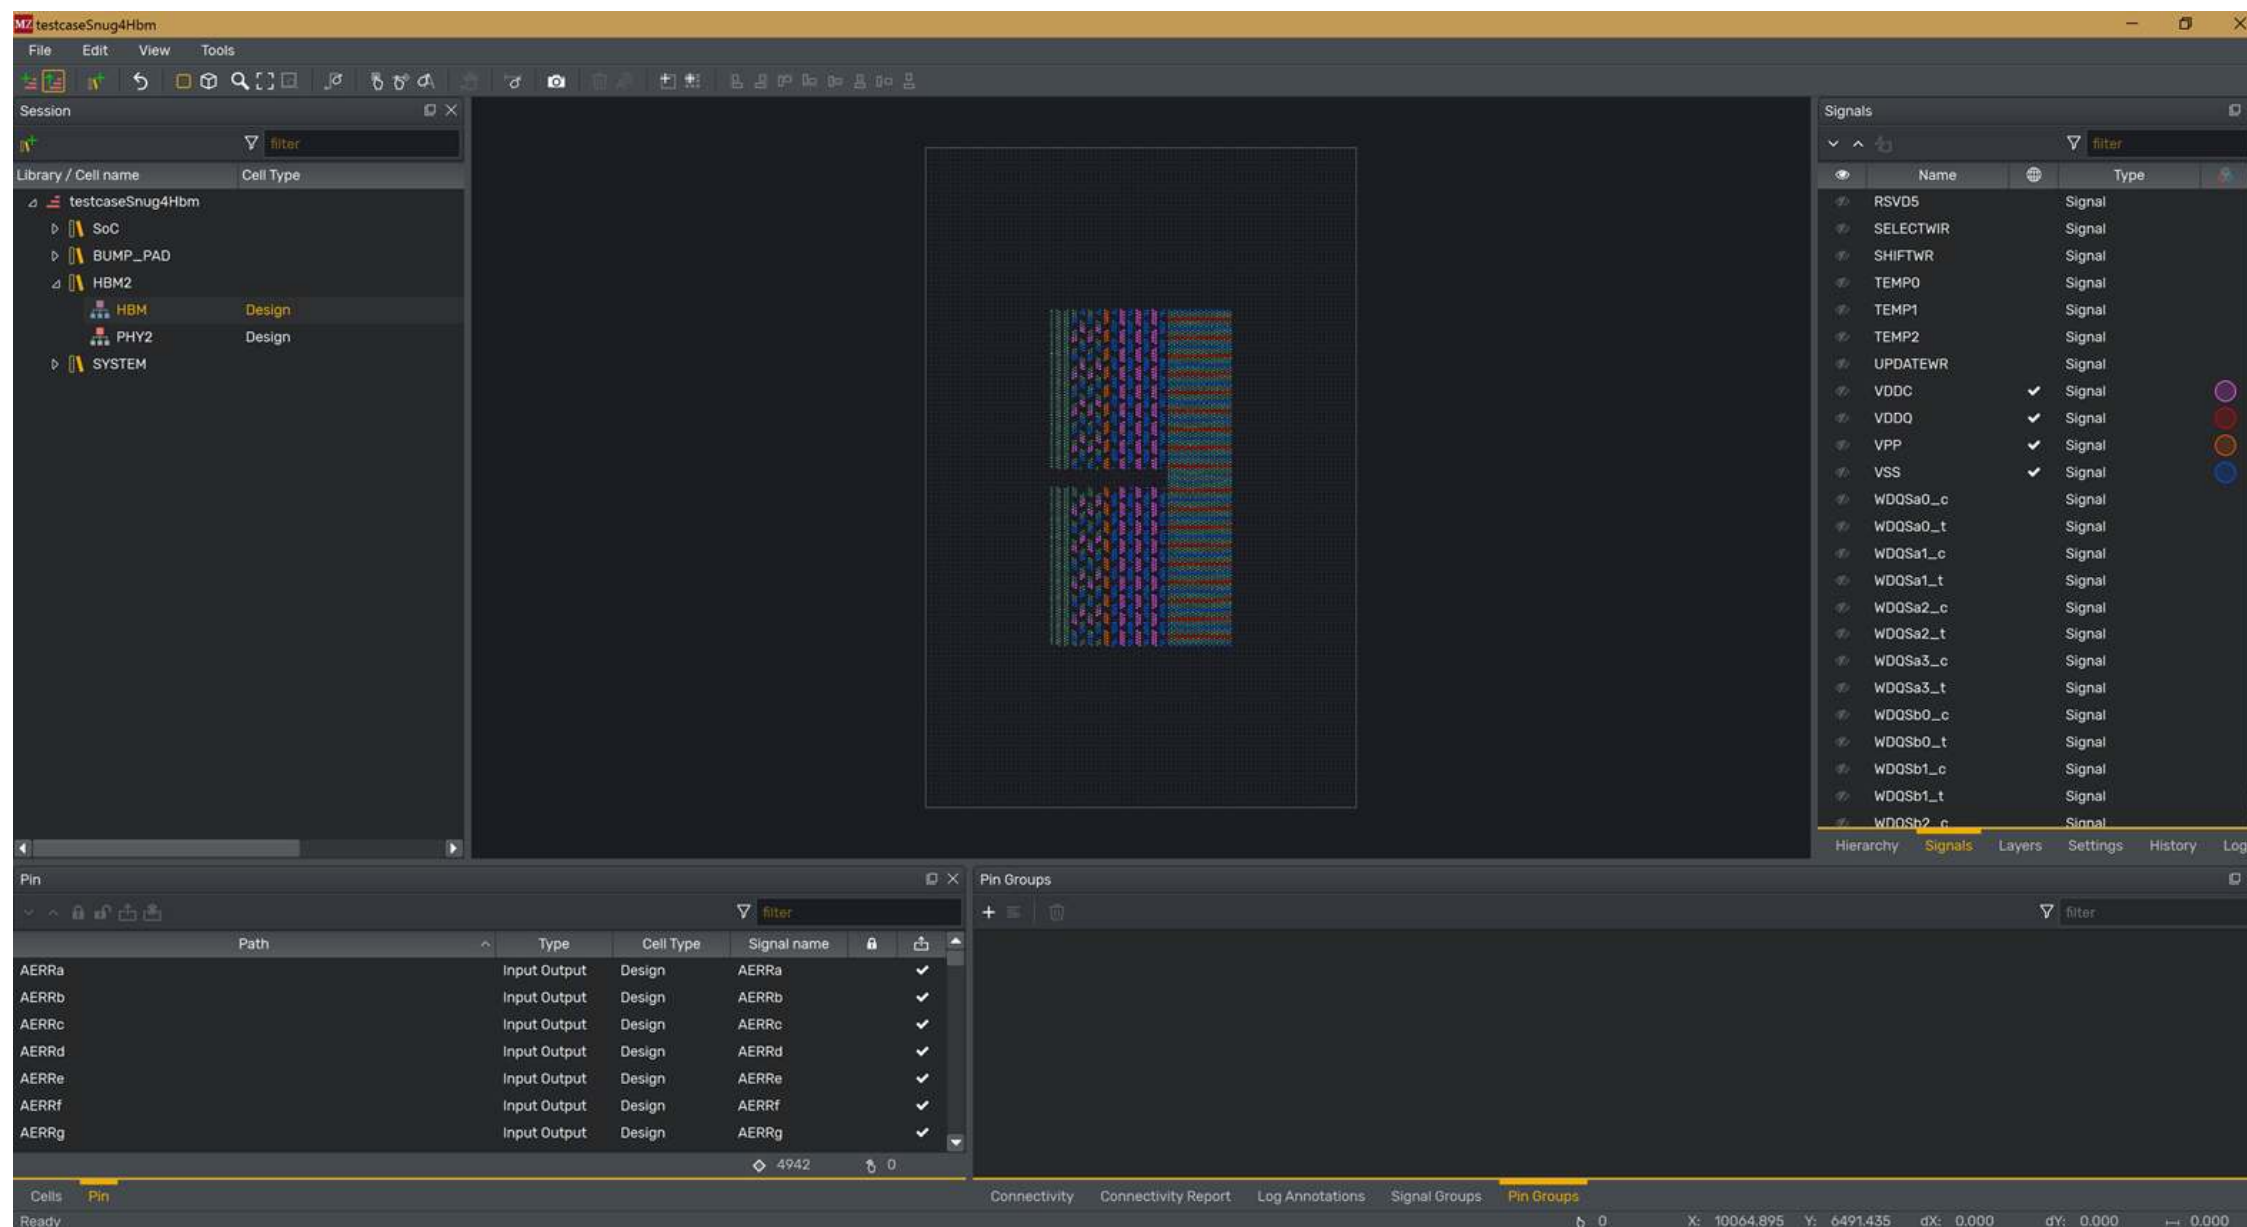 MZ testcaseSnug4Hbm
File Edit View Tools
Session
filter
Library / Cell name Cell Type
testcaseSnug4Hbm
SoC
BUMP_PAD
HBM2
HBM Design
PHY2 Design
SYSTEM
Signals
filter
Name Type
RSVD5 Signal
SELECTWIR Signal
SHIFTWR Signal
TEMP0 Signal
TEMP1 Signal
TEMP2 Signal
UPDATEWR Signal
VDDC Signal
VDDQ Signal
VPP Signal
VSS Signal
WDQSa0_c Signal
WDQSa0_t Signal
WDQSa1_c Signal
WDQSa1_t Signal
WDQSa2_c Signal
WDQSa2_t Signal
WDQSa3_c Signal
WDQSa3_t Signal
WDQSb0_c Signal
WDQSb0_t Signal
WDQSb1_c Signal
WDQSb1_t Signal
WDQSb2_c Signal
Hierarchy Signals Layers Settings History Log
Pin
filter
Path Type Cell Type Signal name
AERRa Input Output Design AERRa
AERRb Input Output Design AERRb
AERRc Input Output Design AERRc
AERRd Input Output Design AERRd
AERRe Input Output Design AERRe
AERRf Input Output Design AERRf
AERRg Input Output Design AERRg
4942 0
Cells Pin
Pin Groups
filter
Connectivity Connectivity Report Log Annotations Signal Groups Pin Groups
Ready
0 X: 10064.895 Y: 6491.435 dX: 0.000 dY: 0.000 0.000